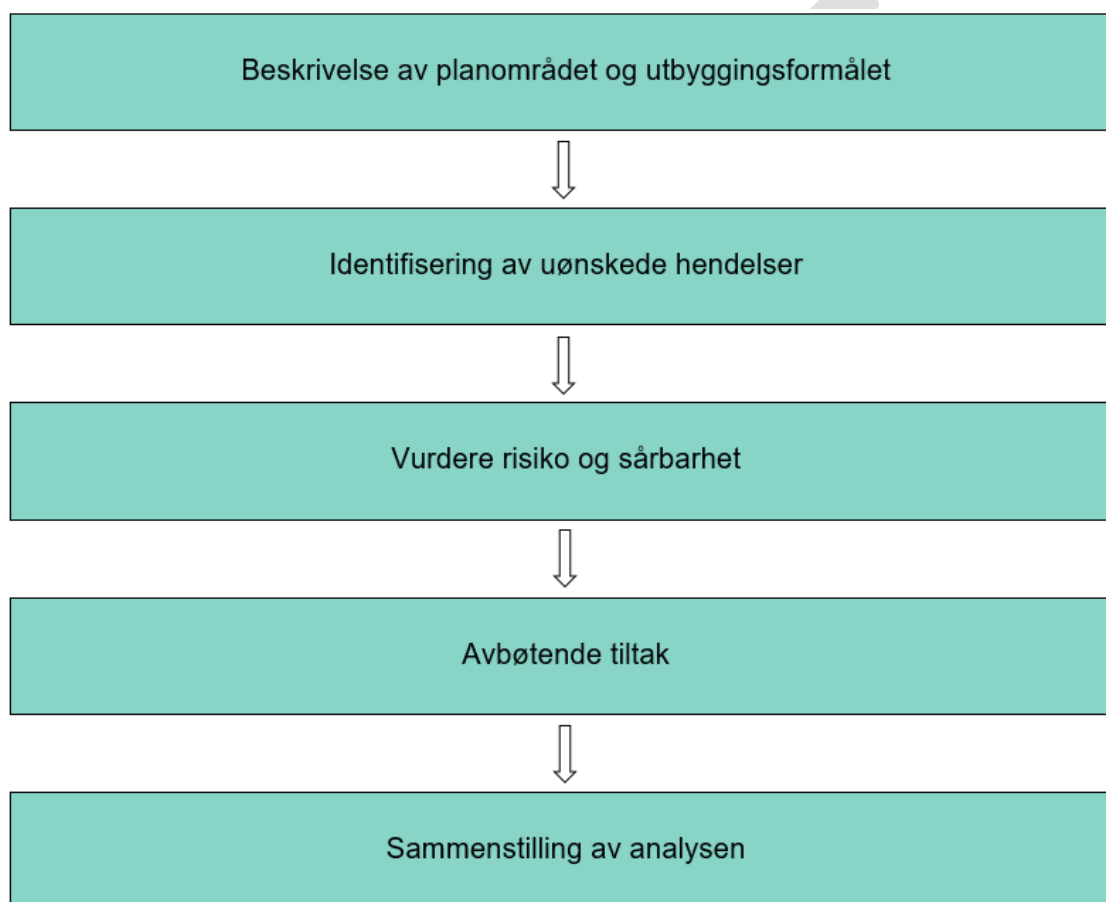 Beskrivelse av planområdet og utbyggingsformålet
Identifisering av uønskede hendelser
Vurdere risiko og sårbarhet
Avbøtende tiltak
Sammenstilling av analysen